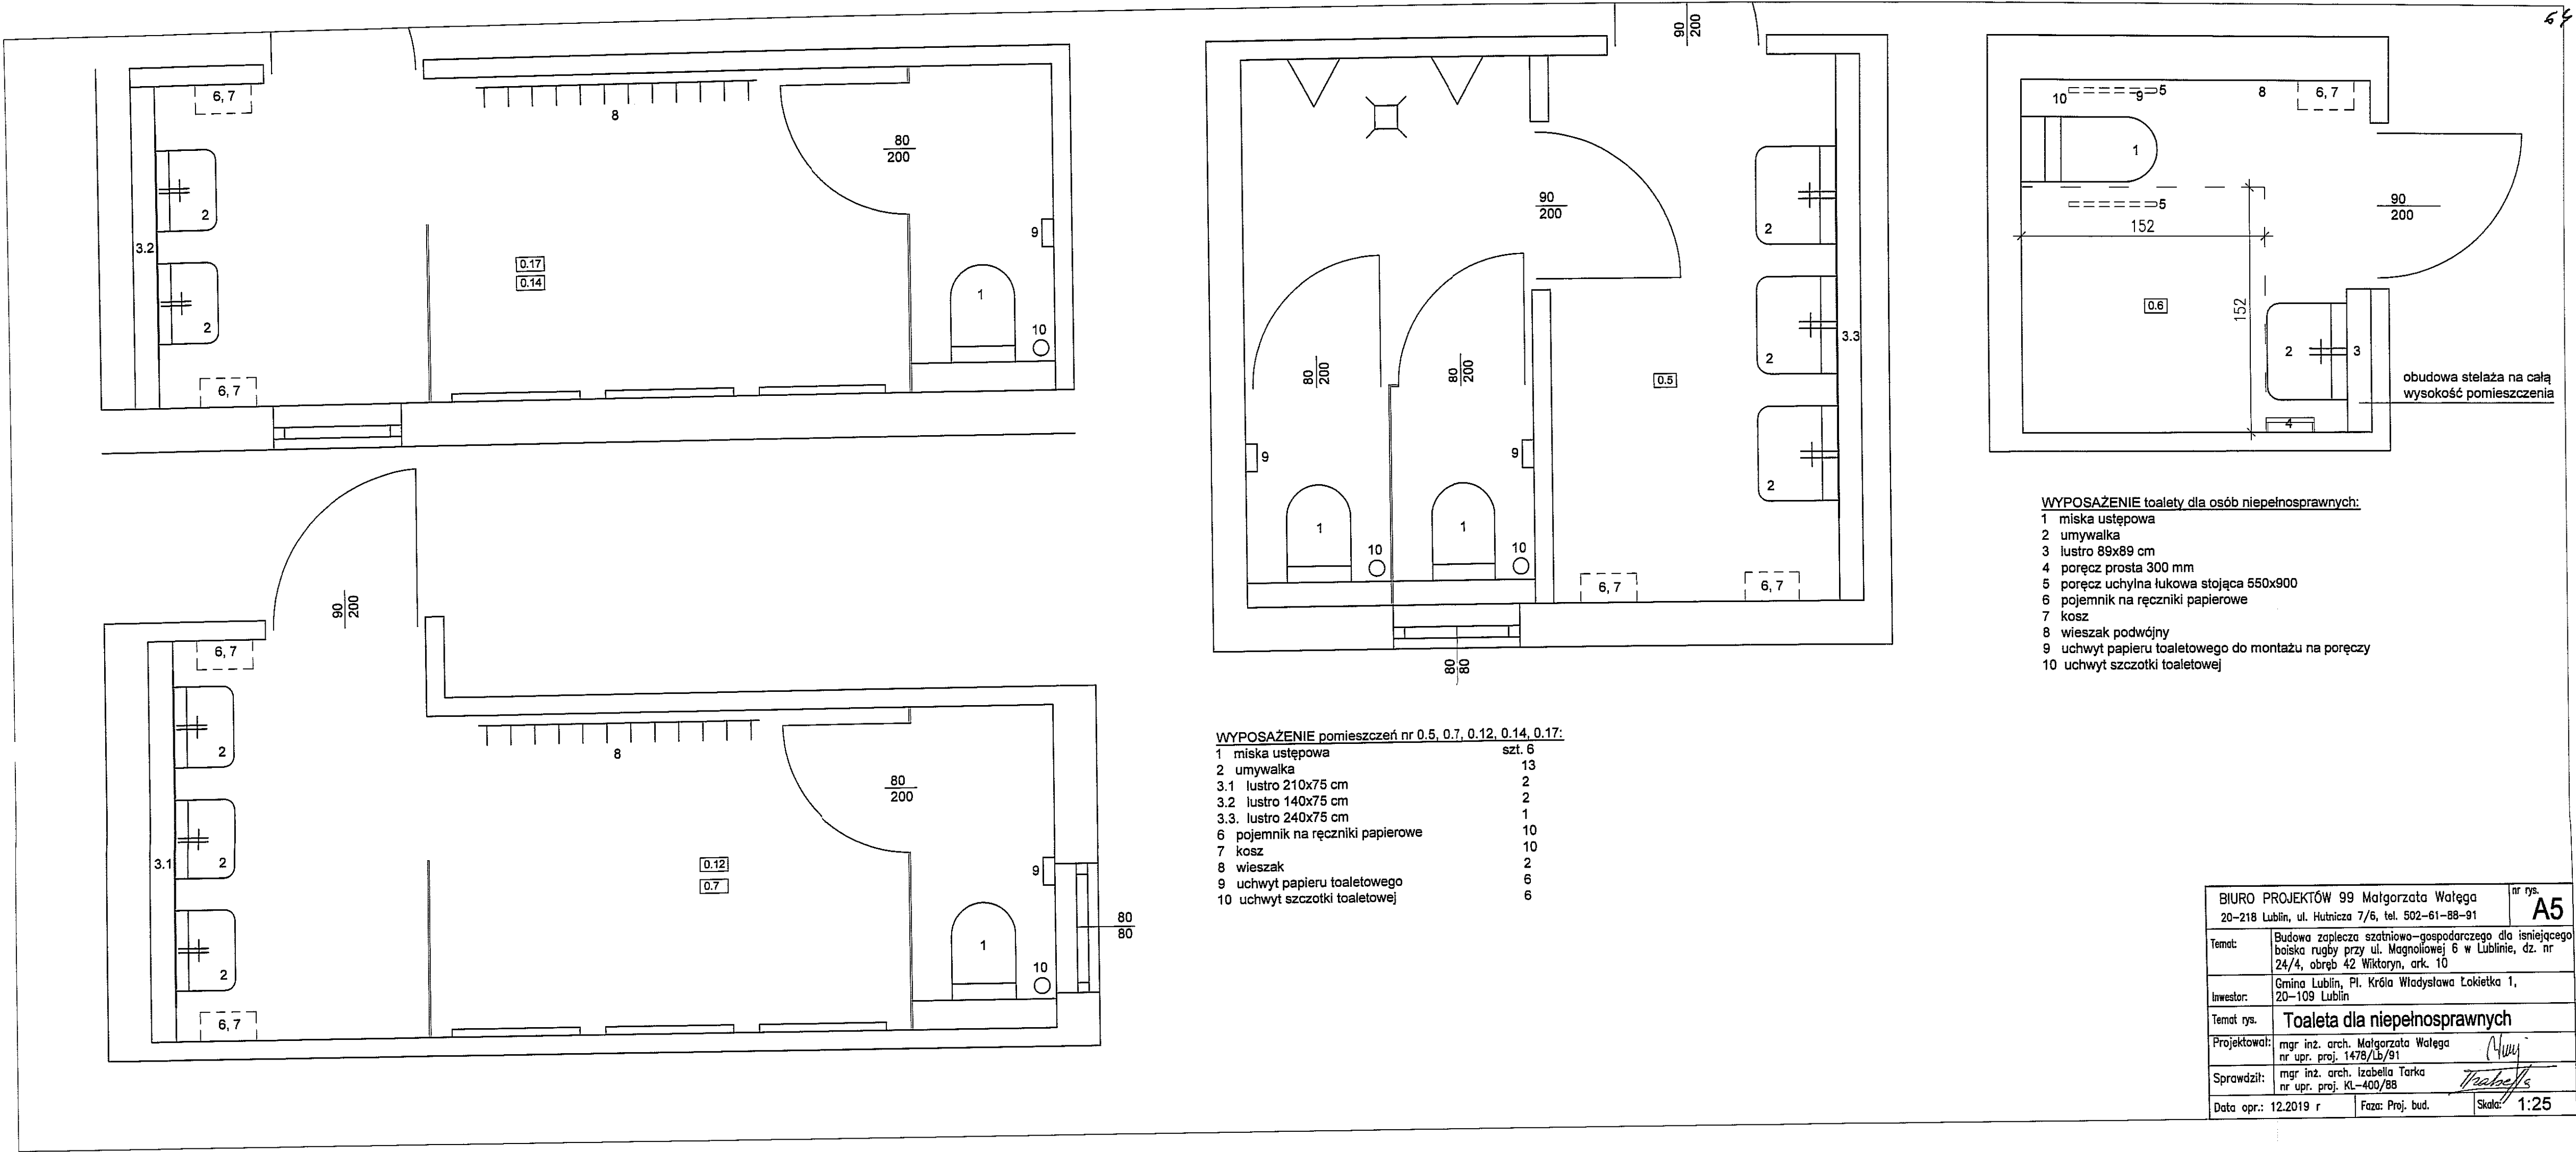 54
6, 7
8
80
200
2
3.2
2
9
0.17
0.14
1
10
6, 7
90
200
6, 7
2
8
80
200
3.1
2
0.12
0.7
9
2
1
10
6, 7
80
80
90
200
90
200
2
80
200
80
200
2
3.3
0.5
9
9
2
1
10
1
10
6, 7
6, 7
80
80
10
9
5
8
6, 7
1
5
90
200
152
0.6
152
2
3
4
obudowa stelaża na całą
wysokość pomieszczenia
WYPOSAŻENIE toalety dla osób niepełnosprawnych:
1 miska ustępowa
2 umywalka
3 lustro 89x89 cm
4 poręcz prosta 300 mm
5 poręcz uchylna łukowa stojąca 550x900
6 pojemnik na ręczniki papierowe
7 kosz
8 wieszak podwójny
9 uchwyt papieru toaletowego do montażu na poręczy
10 uchwyt szczotki toaletowej
WYPOSAŻENIE pomieszczeń nr 0.5, 0.7, 0.12, 0.14, 0.17:
1 miska ustępowa szt. 6
2 umywalka 13
3.1 lustro 210x75 cm 2
3.2 lustro 140x75 cm 2
3.3. lustro 240x75 cm 1
6 pojemnik na ręczniki papierowe 10
7 kosz 10
8 wieszak 2
9 uchwyt papieru toaletowego 6
10 uchwyt szczotki toaletowej 6
BIURO PROJEKTÓW 99 Małgorzata Wałęga
20-218 Lublin, ul. Hutnicza 7/6, tel. 502-61-88-91
nr rys.
A5
Temat: Budowa zaplecza szatniowo-gospodarczego dla isniejącego
boiska rugby przy ul. Magnoliowej 6 w Lublinie, dz. nr
24/4, obręb 42 Wiktoryn, ark. 10
Inwestor: Gmina Lublin, Pl. Króla Władysława Łokietka 1,
20-109 Lublin
Temat rys. Toaleta dla niepełnosprawnych
Projektował: mgr inż. arch. Małgorzata Wałęga
nr upr. proj. 1478/Lb/91
Sprawdził: mgr inż. arch. Izabella Tarka
nr upr. proj. KL-400/88
Data opr.: 12.2019 r Faza: Proj. bud. Skala: 1:25